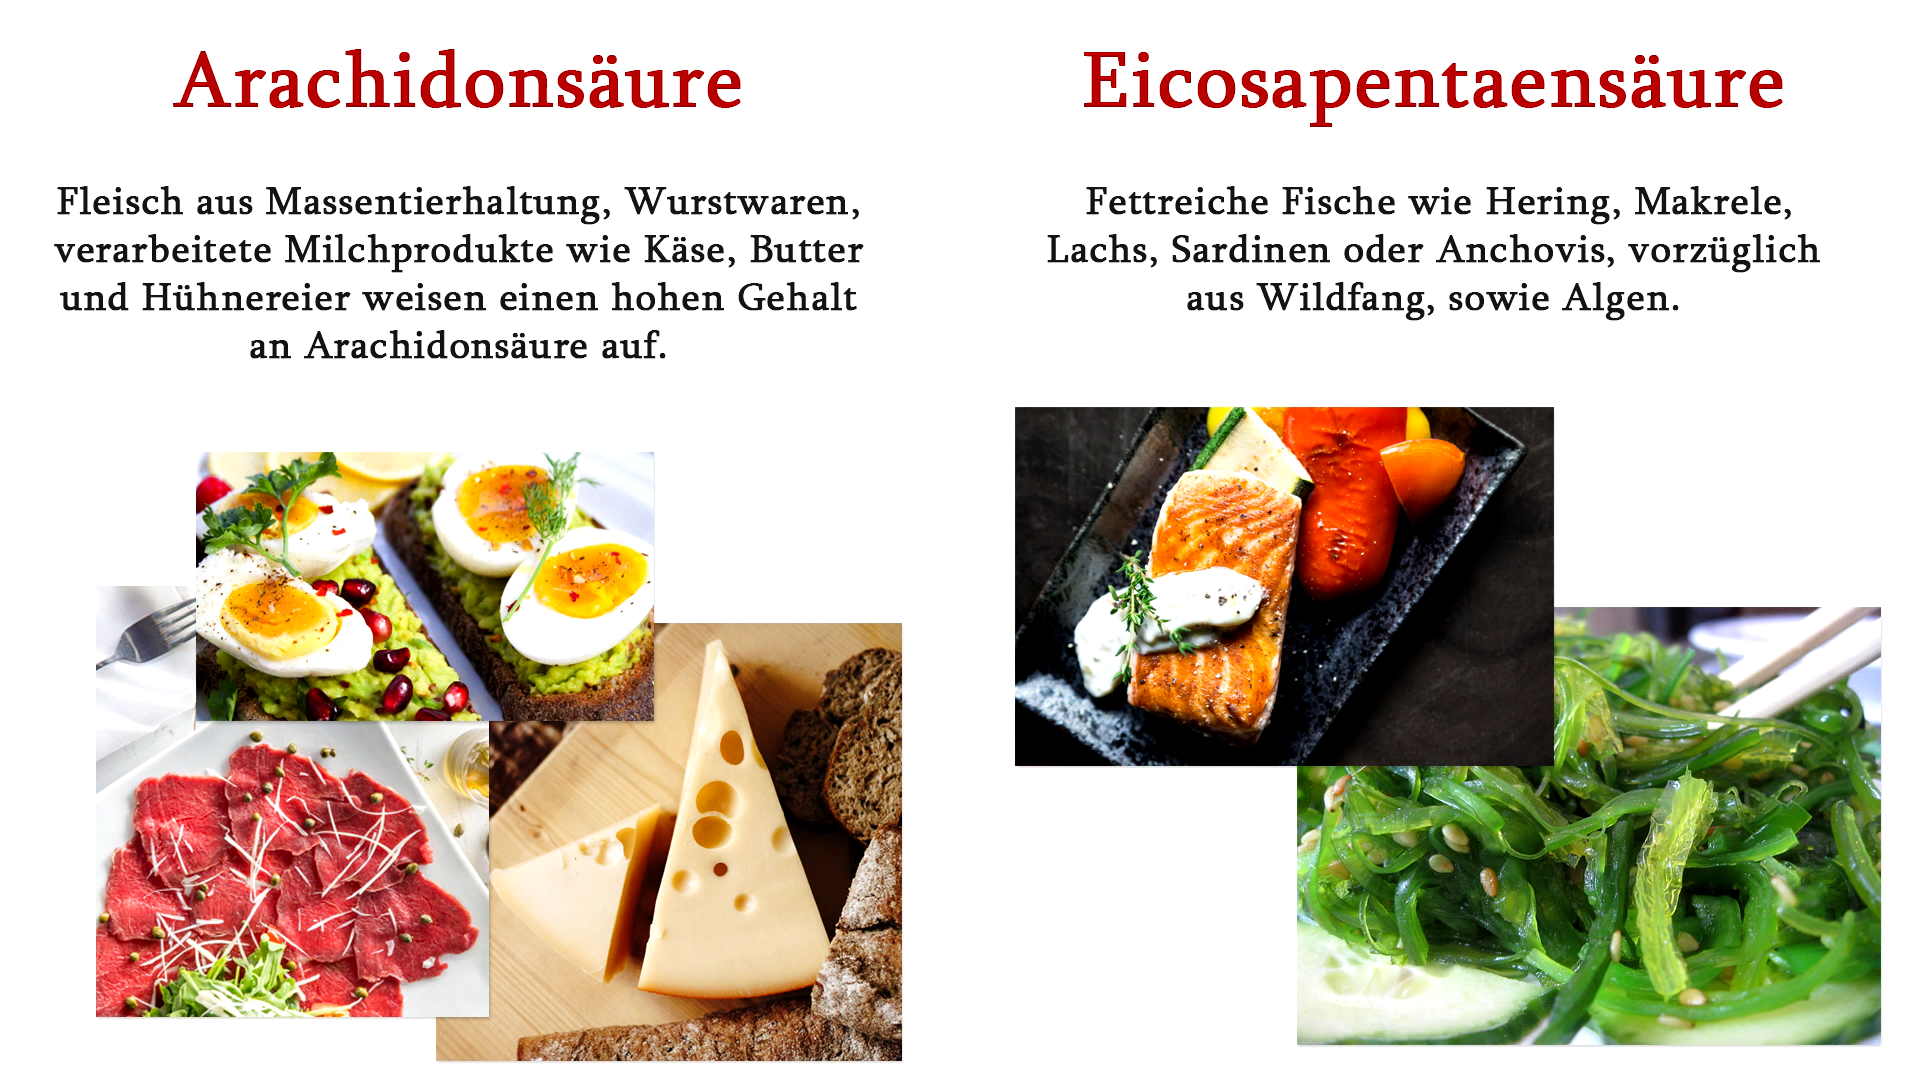 Arachidonsäure
Fleisch aus Massentierhaltung, Wurstwaren,
verarbeitete Milchprodukte wie Käse, Butter
und Hühnereier weisen einen hohen Gehalt
an Arachidonsäure auf.
Eicosapentaensäure
Fettreiche Fische wie Hering, Makrele,
Lachs, Sardinen oder Anchovis, vorzüglich
aus Wildfang, sowie Algen.